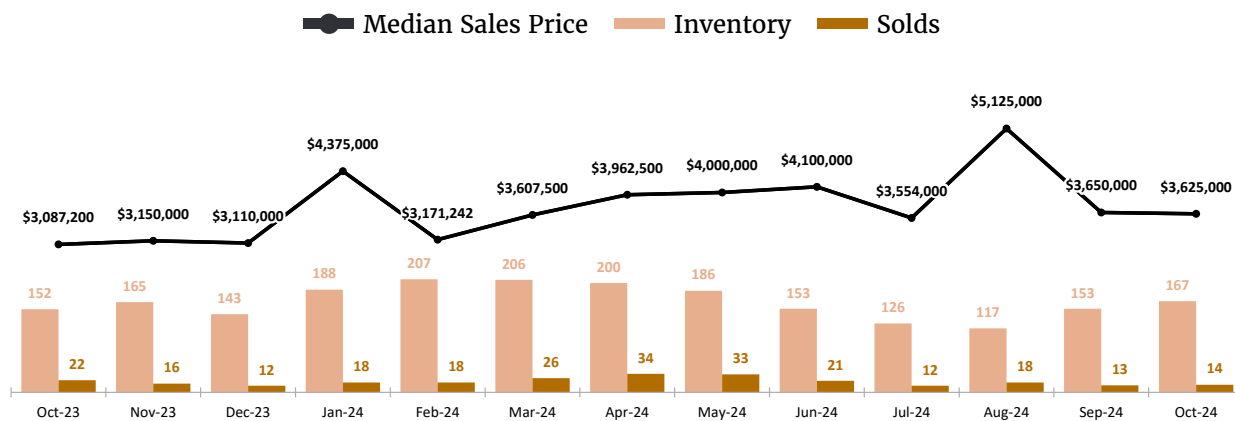 Median Sales Price Inventory Solds
$5,125,000
$4,375,000
$3,962,500 $4,000,000 $4,100,000
$3,087,200 $3,150,000 $3,110,000 $3,171,242 $3,607,500 $3,554,000 $3,650,000 $3,625,000
152 165 143 188 207 206 200 186 153 126 117 153 167
22 16 12 18 18 26 34 33 21 12 18 13 14
Oct-23 Nov-23 Dec-23 Jan-24 Feb-24 Mar-24 Apr-24 May-24 Jun-24 Jul-24 Aug-24 Sep-24 Oct-24